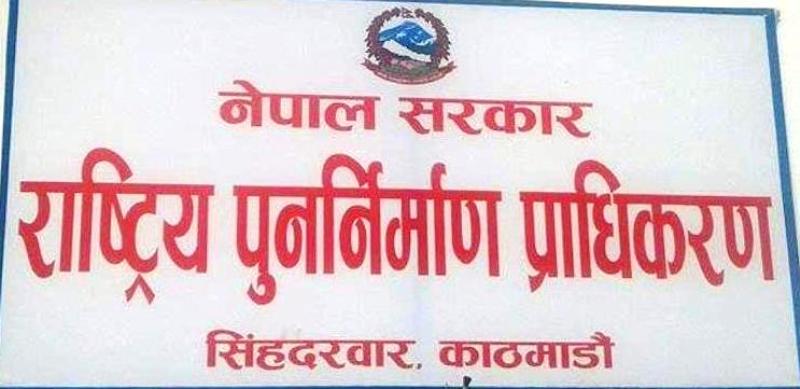 नेपाल सरकार
राष्ट्रिय पुनर्निर्माण प्राधिकरण
सिंहदरवार, काठमाडौं